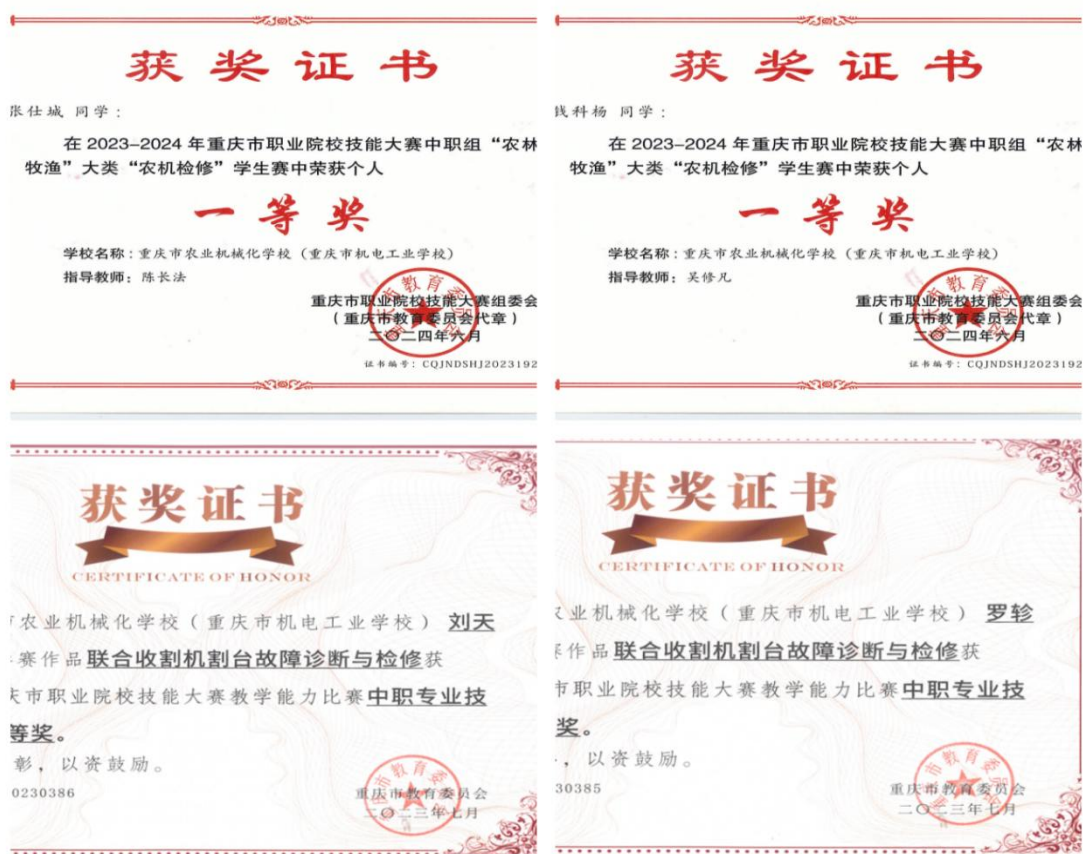 获奖证书
张仕城 同学：
在2023-2024年重庆市职业院校技能大赛中职组“农林
牧渔”大类“农机检修”学生赛中荣获个人
一等奖
学校名称：重庆市农业机械化学校（重庆市机电工业学校）
指导教师：陈长法
重庆市职业院校技能大赛组委会
（重庆市教育委员会代章）
二〇二四年六月
证书编号：CQJNDSHJ2023192
获奖证书
钱科杨 同学：
在2023-2024年重庆市职业院校技能大赛中职组“农林
牧渔”大类“农机检修”学生赛中荣获个人
一等奖
学校名称：重庆市农业机械化学校（重庆市机电工业学校）
指导教师：吴修凡
重庆市职业院校技能大赛组委会
（重庆市教育委员会代章）
二〇二四年六月
证书编号：CQJNDSHJ2023192
获奖证书
CERTIFICATE OF HONOR
农业机械化学校（重庆市机电工业学校）刘天
赛作品联合收割机割台故障诊断与检修获
庆市职业院校技能大赛教学能力比赛中职专业技
等奖。
彰，以资鼓励。
0230386
重庆市教育委员会
二〇二三年七月
获奖证书
CERTIFICATE OF HONOR
农业机械化学校（重庆市机电工业学校）罗轸
作品联合收割机割台故障诊断与检修获
市职业院校技能大赛教学能力比赛中职专业技
奖。
，以资鼓励。
30385
重庆市教育委员会
二〇二三年七月